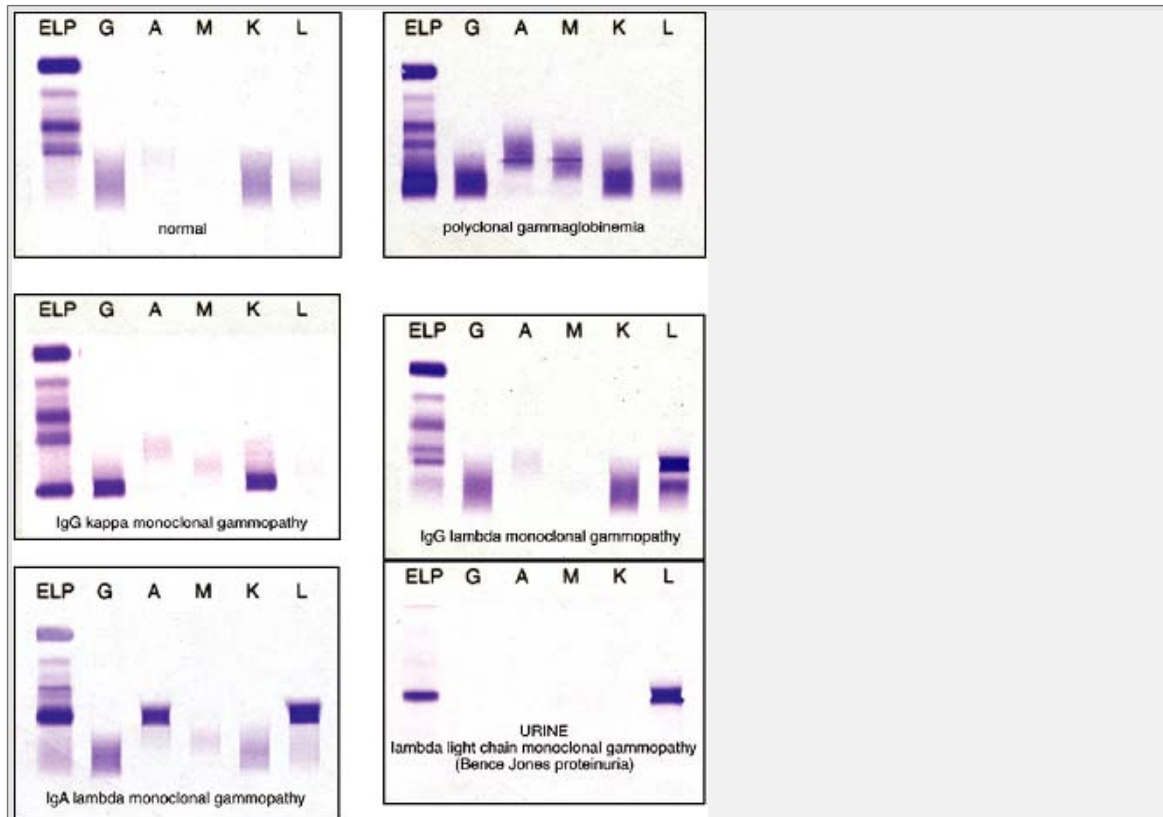 ELP G A M K L
normal
ELP G A M K L
polyclonal gammaglobinemia
ELP G A M K L
IgG kappa monoclonal gammopathy
ELP G A M K L
IgG lambda monoclonal gammopathy
ELP G A M K L
IgA lambda monoclonal gammopathy
ELP G A M K L
URINE
lambda light chain monoclonal gammopathy
(Bence Jones proteinuria)